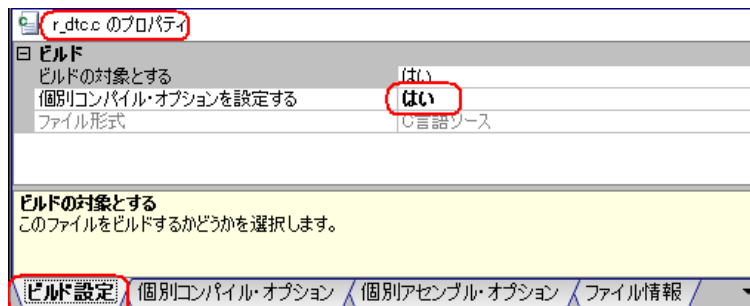 r_dtc.c のプロパティ
ビルド
ビルドの対象とする はい
個別コンパイル・オプションを設定する はい
ファイル形式 C言語ソース
ビルドの対象とする
このファイルをビルドするかどうかを選択します。
ビルド設定 個別コンパイル・オプション 個別アセンブル・オプション ファイル情報